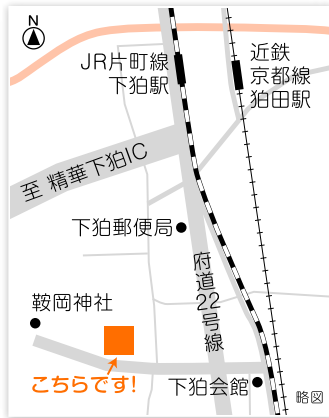 N
JR片町線
下狛駅
近鉄
京都線
狛田駅
至 精華下狛IC
下狛郵便局
府道22号線
鞍岡神社
こちらです!
下狛会館
略図